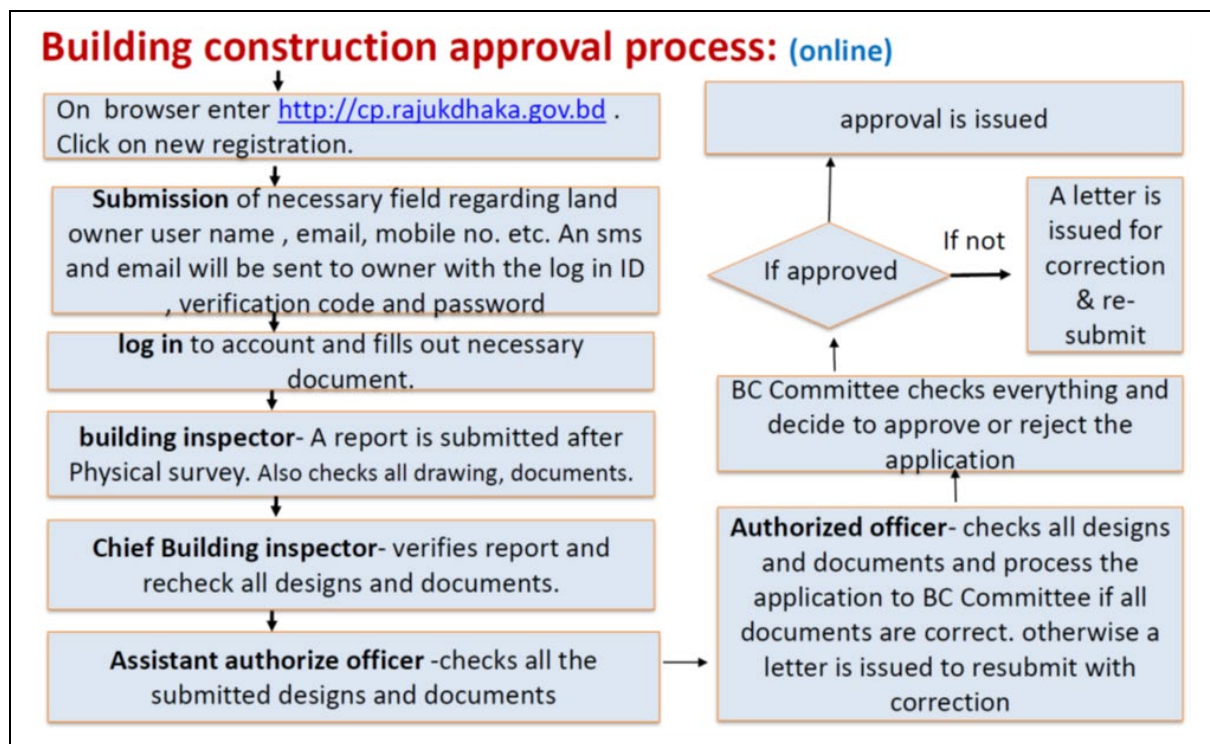 Building construction approval process: (online)
On browser enter http://cp.rajukdhaka.gov.bd .
Click on new registration.
Submission of necessary field regarding land
owner user name , email, mobile no. etc. An sms
and email will be sent to owner with the log in ID
, verification code and password
log in to account and fills out necessary
document.
building inspector- A report is submitted after
Physical survey. Also checks all drawing, documents.
Chief Building inspector- verifies report and
recheck all designs and documents.
Assistant authorize officer -checks all the
submitted designs and documents
Authorized officer- checks all designs
and documents and process the
application to BC Committee if all
documents are correct. otherwise a
letter is issued to resubmit with
correction
BC Committee checks everything and
decide to approve or reject the
application
If approved
If not
A letter is
issued for
correction
& re-
submit
approval is issued